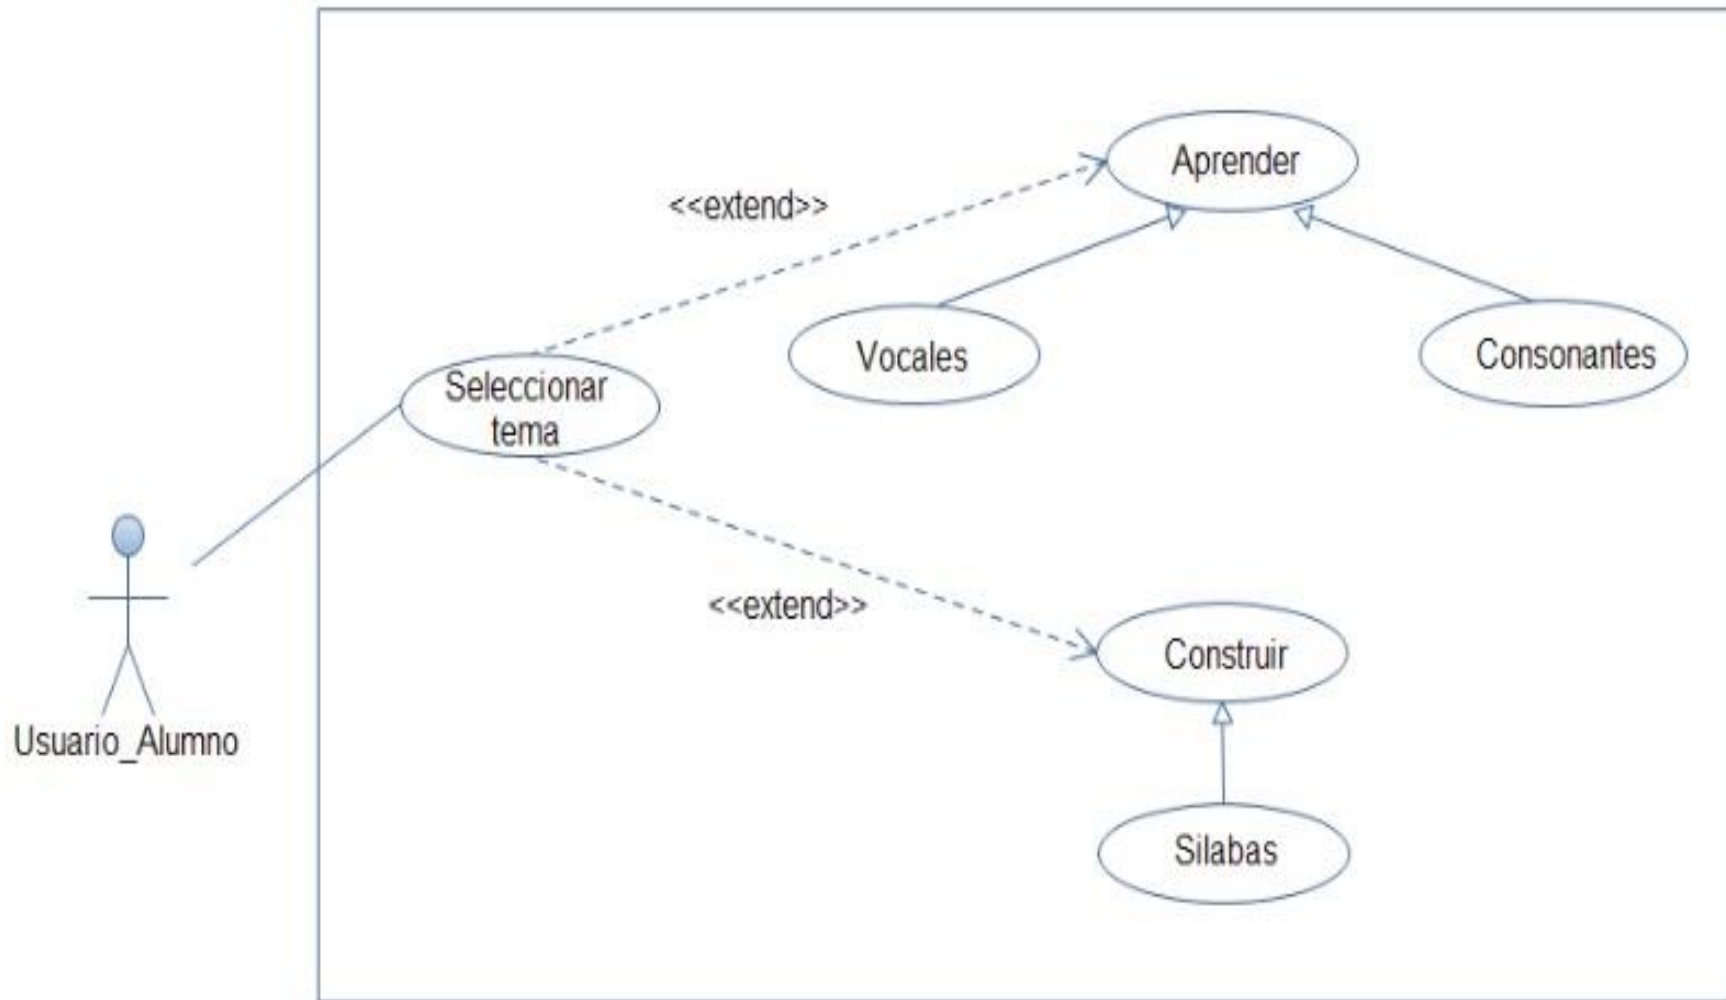 Aprender
<<extend>>
Vocales
Consonantes
Seleccionar
tema
<<extend>>
Construir
Usuario_Alumno
Silabas